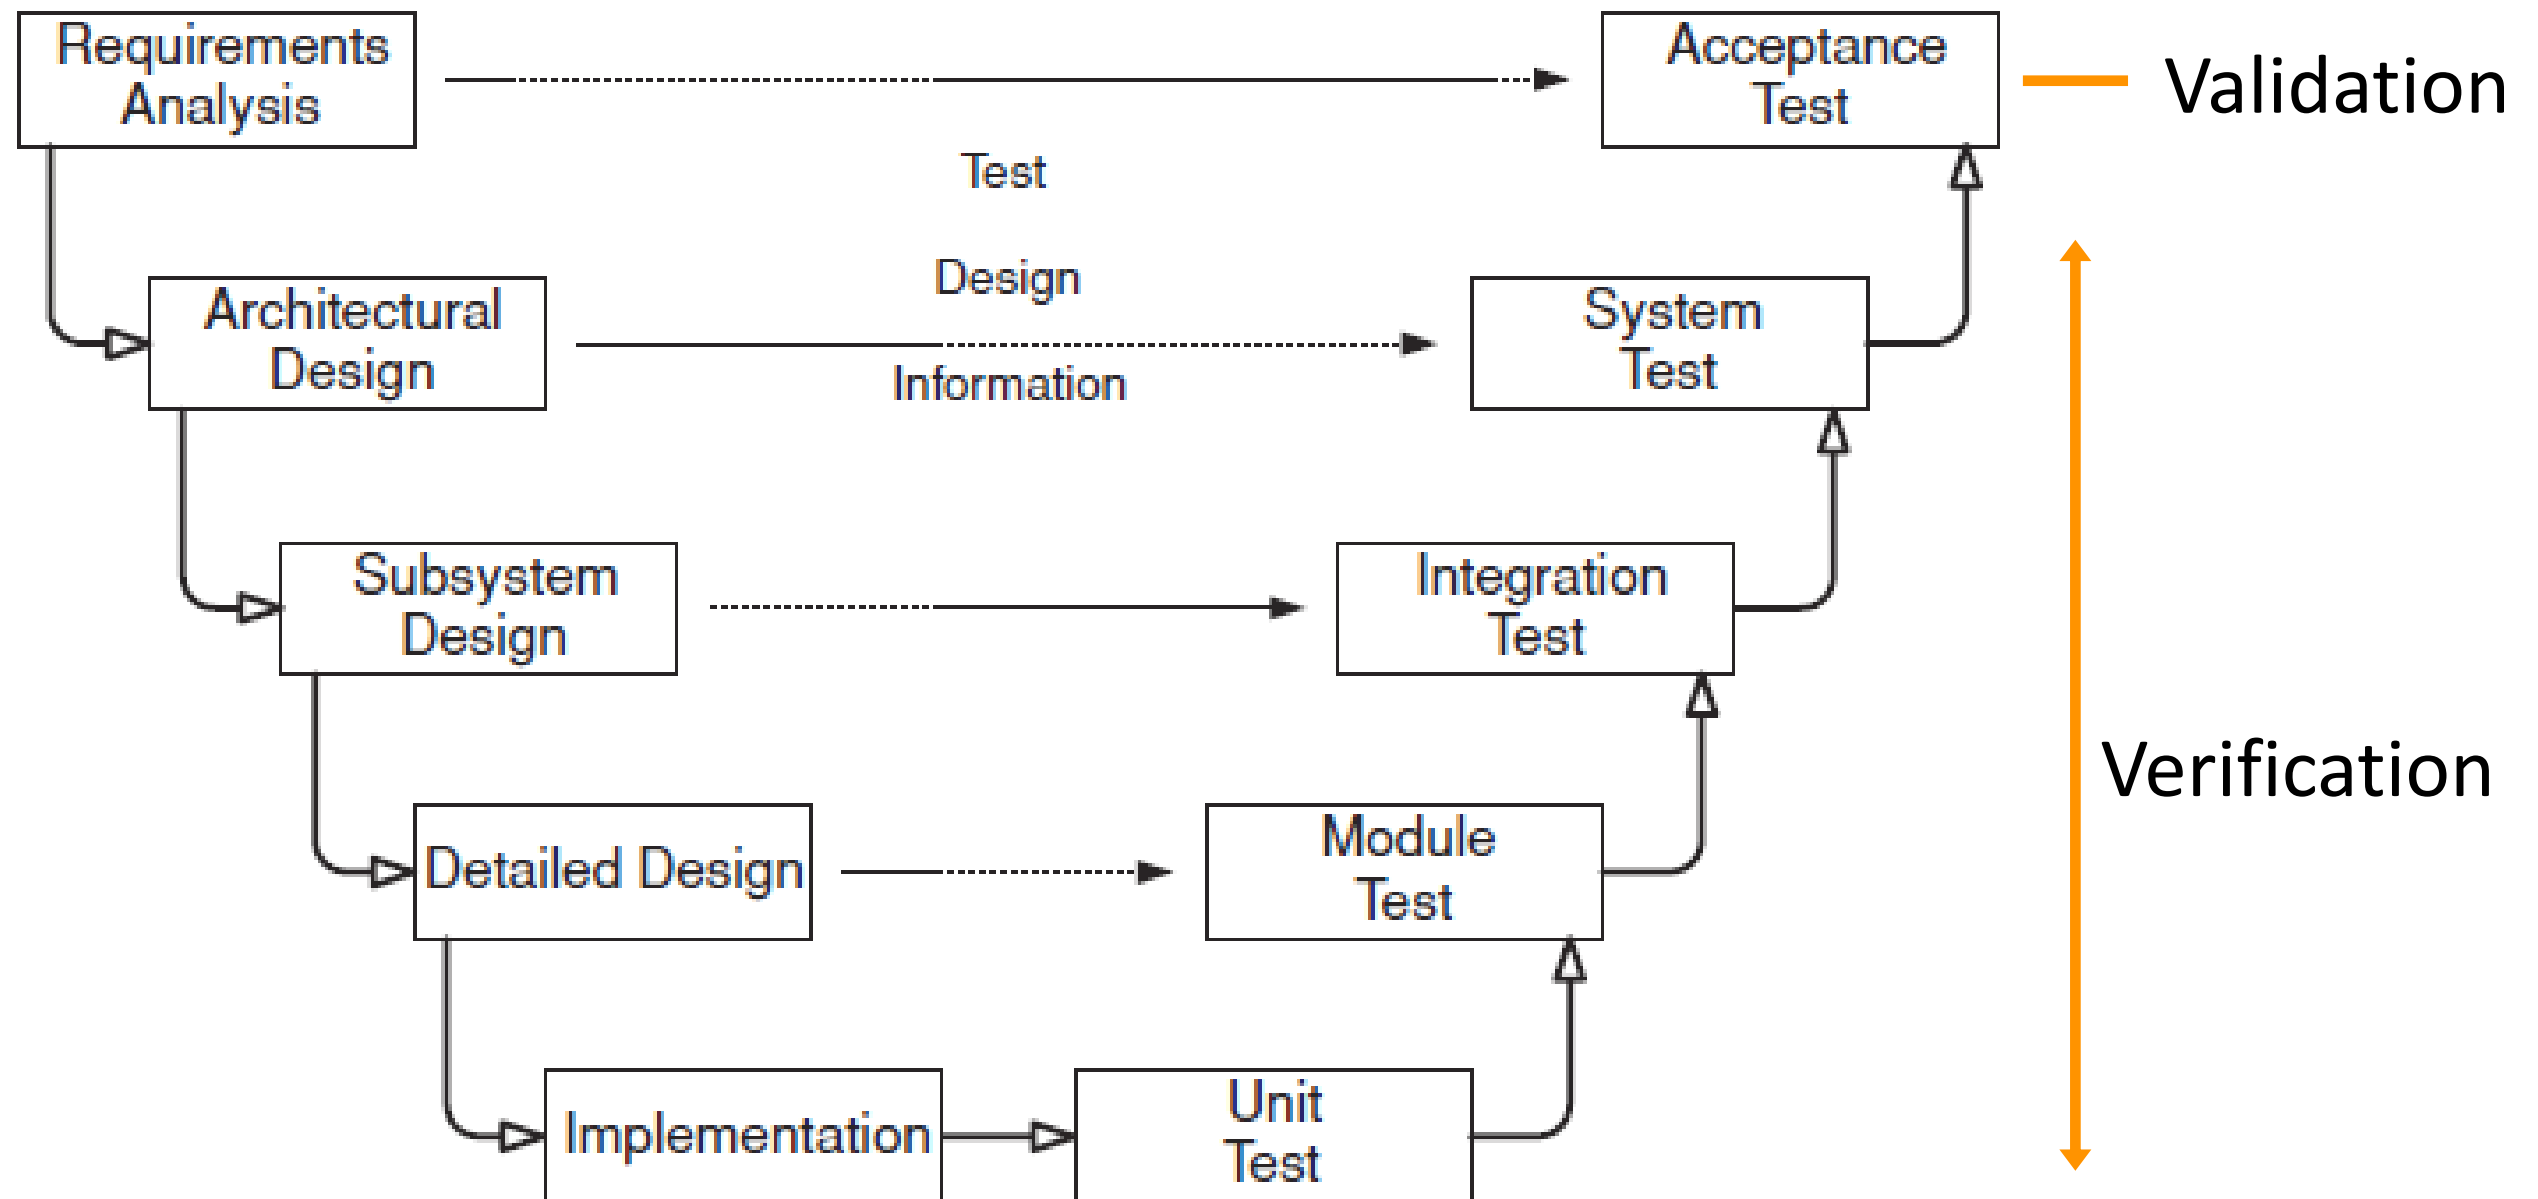 Requirements
Analysis
Acceptance
Test
Validation
Test
Design
Information
Architectural
Design
System
Test
Subsystem
Design
Integration
Test
Verification
Detailed Design
Module
Test
Implementation
Unit
Test